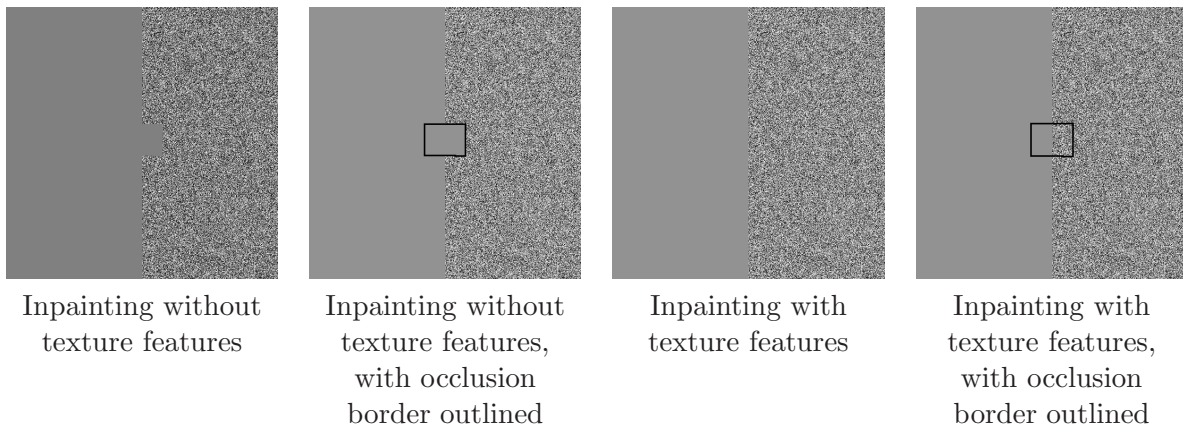 Inpainting without
texture features
Inpainting without
texture features,
with occlusion
border outlined
Inpainting with
texture features
Inpainting with
texture features,
with occlusion
border outlined